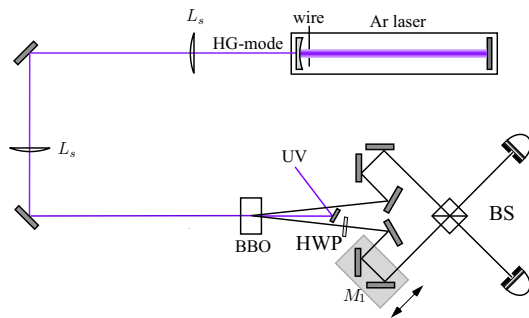 L_s
HG-mode
wire
Ar laser
L_s
UV
BBO
HWP
BS
M_1